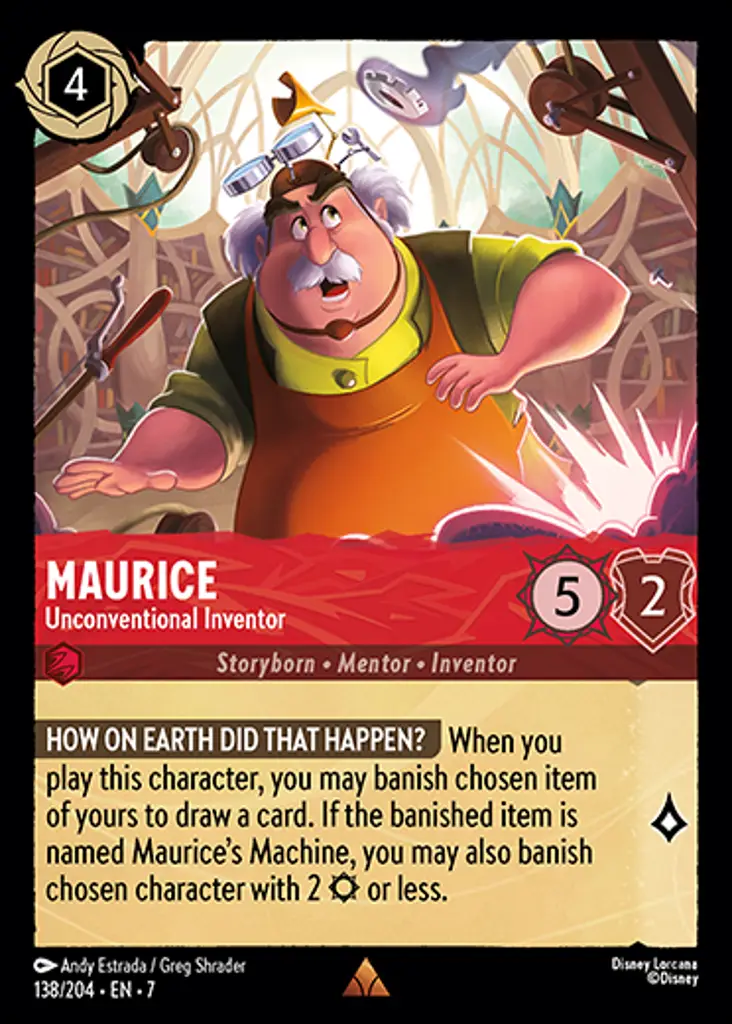 4
MAURICE
Unconventional Inventor
5
2
Storyborn • Mentor • Inventor
HOW ON EARTH DID THAT HAPPEN? When you
play this character, you may banish chosen item
of yours to draw a card. If the banished item is
named Maurice's Machine, you may also banish
chosen character with 2 or less.
Andy Estrada / Greg Shrader
Disney Lorcana
138/204 • EN • 7
©Disney